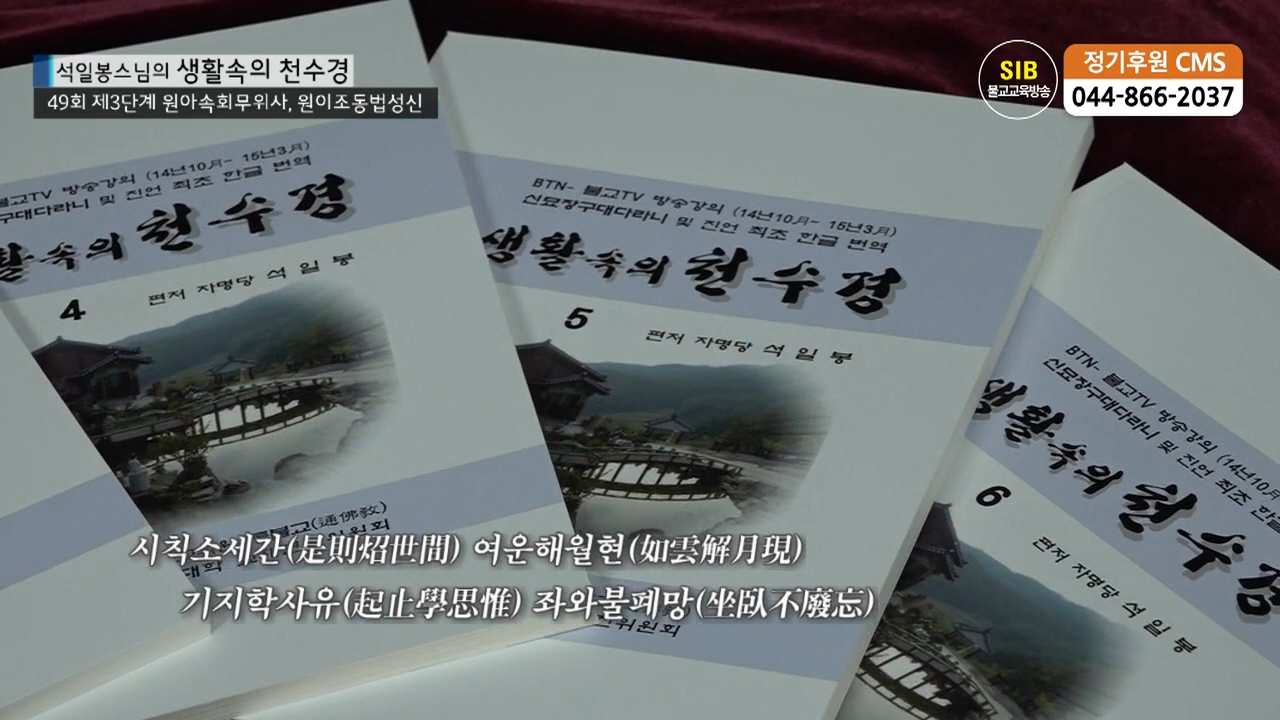 석일봉스님의 생활속의 천수경
49회 제3단계 원아속회무위사, 원이조동법성신
SIB
불교교육방송
정기후원 CMS
044-866-2037
불교TV 방송강의 (14년10月~ 15년3月)
구대다라니 및 진언 최초 한글 번역
활속의 천수경
4
편저 자명당 석일봉
불교(通佛敎)
위원회
BTN- 불교TV 방송강의 (14년10月~ 15년3月)
신묘장구대다라니 및 진언 최초 한글 번역
생활속의 천수경
5
편저 자명당 석일봉
위원회
BTN- 불교TV 방송강의 (14년10月
신묘장구대다라니 및 진언 최초 한글
생활속의 천수경
6
편저 자명당 석일봉
시칙소세간(是則炤世間) 여운해월현(如雲解月現)
기지학사유(起止學思惟) 좌와불폐망(坐臥不廢忘)